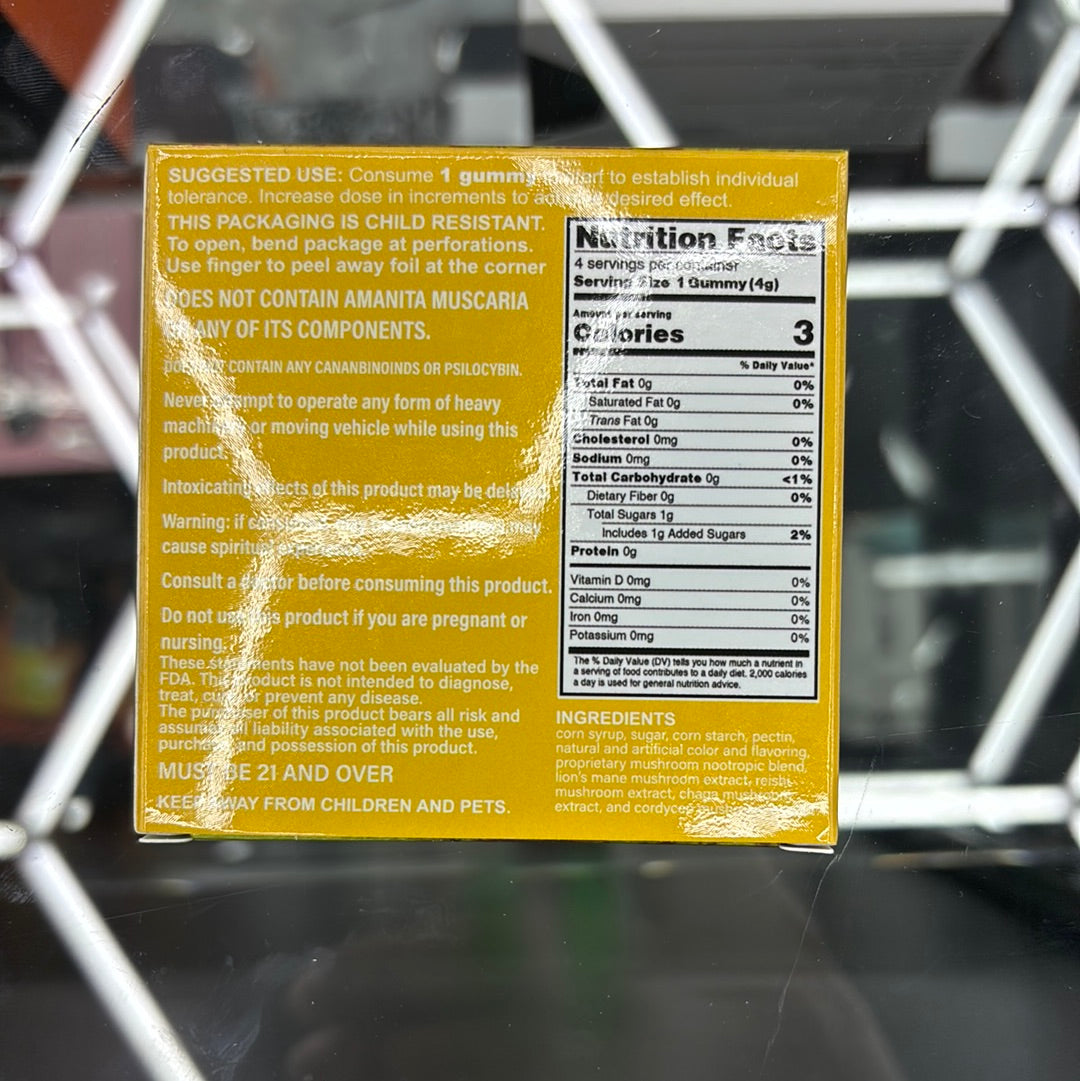 SUGGESTED USE: Consume 1 gummy to establish individual
tolerance. Increase dose in increments to desired effect.
THIS PACKAGING IS CHILD RESISTANT.
To open, bend package at perforations.
Use finger to peel away foil at the corner
DOES NOT CONTAIN AMANITA MUSCARIA
ANY OF ITS COMPONENTS.
CONTAIN ANY CANANBINOINDS OR PSILOCYBIN.
Never to operate any form of heavy
or moving vehicle while using this
product
Intoxicating effects of this product may be
Warning: if may
cause
Consult a doctor before consuming this product.
Do not use this product if you are pregnant or
nursing.
These statements have not been evaluated by the
FDA. This product is not intended to diagnose,
treat, cure or prevent any disease.
The purchaser of this product bears all risk and
liability associated with the use,
and possession of this product.
MUST BE 21 AND OVER
KEEP AWAY FROM CHILDREN AND PETS.
Nutrition Facts
4 servings per container
Serving Size 1 Gummy (4g)
Amount per serving
Calories 3
% Daily Value*
Total Fat 0g 0%
Saturated Fat 0g 0%
Trans Fat 0g
Cholesterol 0mg 0%
Sodium 0mg 0%
Total Carbohydrate 0g <1%
Dietary Fiber 0g 0%
Total Sugars 1g
Includes 1g Added Sugars 2%
Protein 0g
Vitamin D 0mg 0%
Calcium 0mg 0%
Iron 0mg 0%
Potassium 0mg 0%
The % Daily Value (DV) tells you how much a nutrient in
a serving of food contributes to a daily diet. 2,000 calories
a day is used for general nutrition advice.
INGREDIENTS
corn syrup, sugar, corn starch, pectin,
natural and artificial color and flavoring,
proprietary mushroom nootropic blend,
lion's mane mushroom extract, reishi
mushroom extract, chaga mushroom
extract, and cordyceps